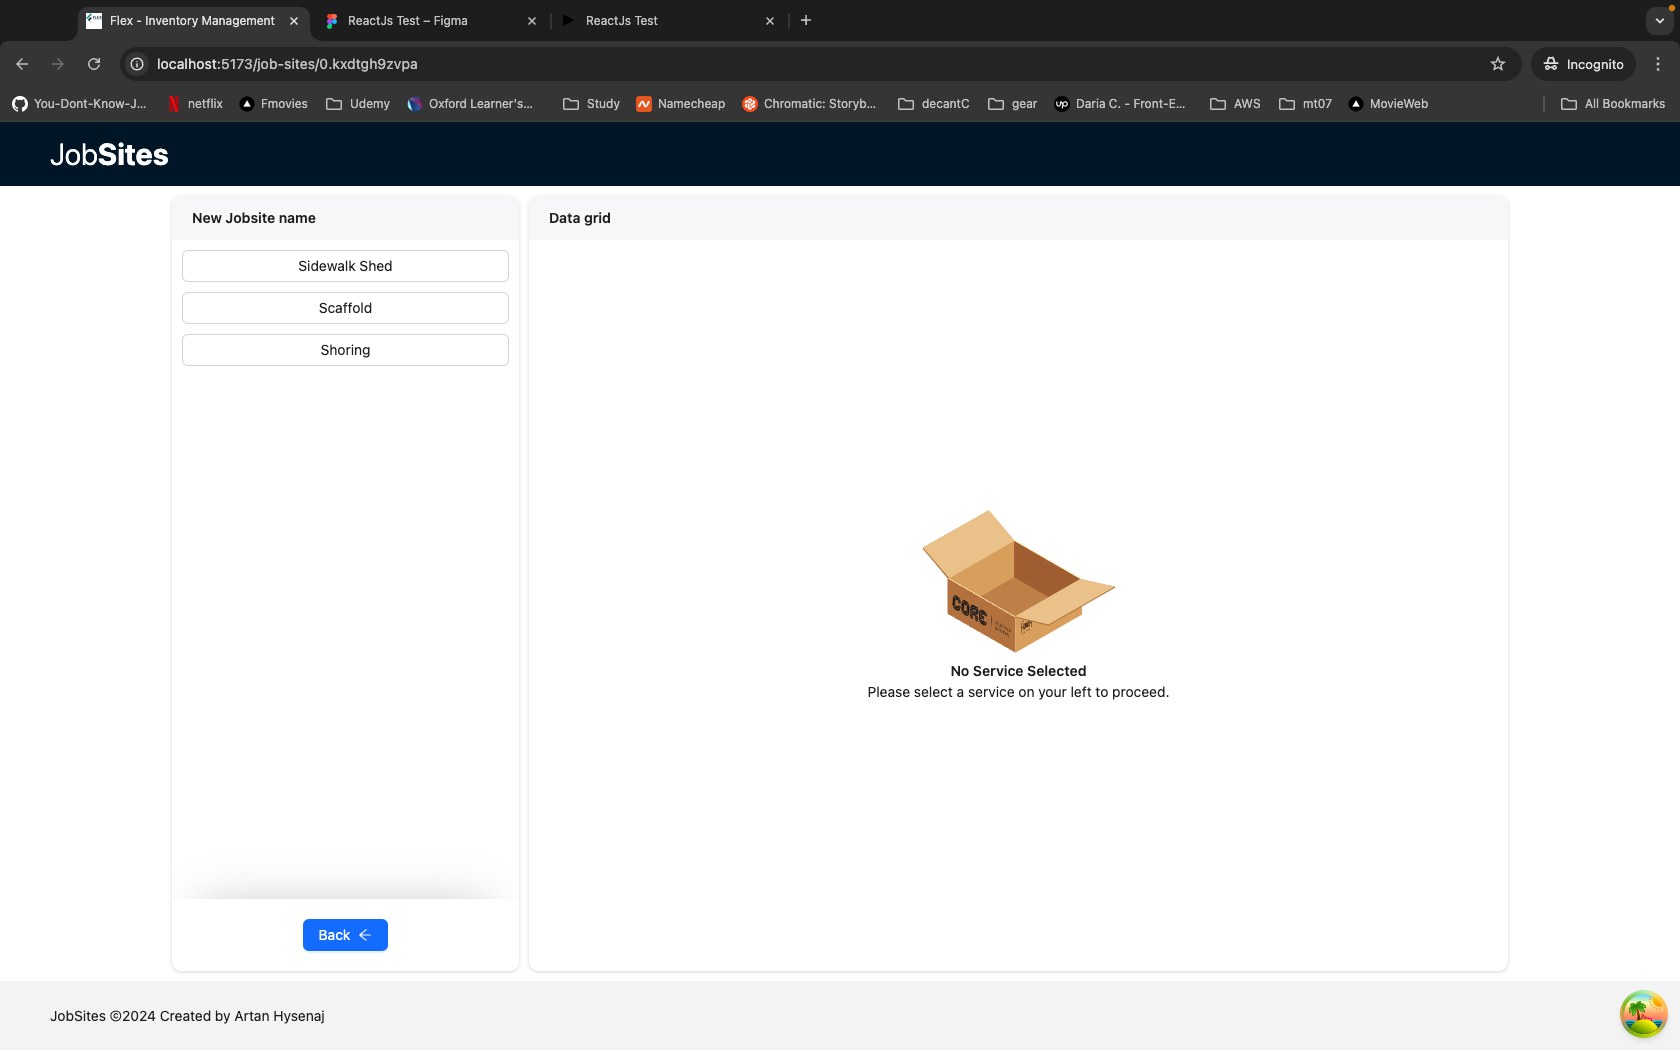 Flex - Inventory Management
ReactJs Test – Figma
ReactJs Test
localhost:5173/job-sites/0.kxdtgh9zvpa
Incognito
You-Dont-Know-J...
netflix
Fmovies
Udemy
Oxford Learner's...
Study
Namecheap
Chromatic: Storyb...
decantC
gear
up
Daria C. - Front-E...
AWS
mt07
MovieWeb
All Bookmarks
JobSites
New Jobsite name
Data grid
Sidewalk Shed
Scaffold
Shoring
CORE
No Service Selected
Please select a service on your left to proceed.
Back
JobSites ©2024 Created by Artan Hysenaj